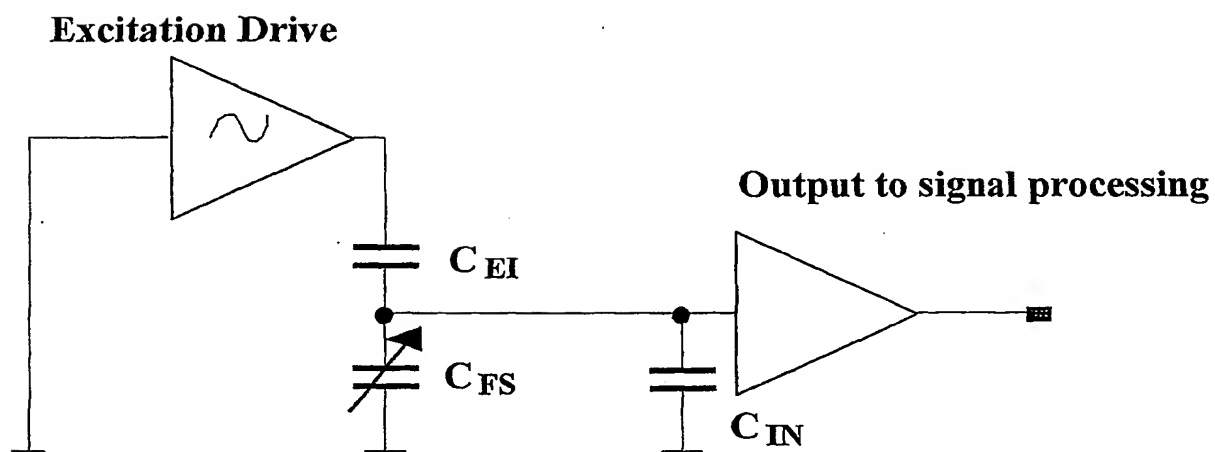 Excitation Drive
Output to signal processing
C EI
C FS
C IN